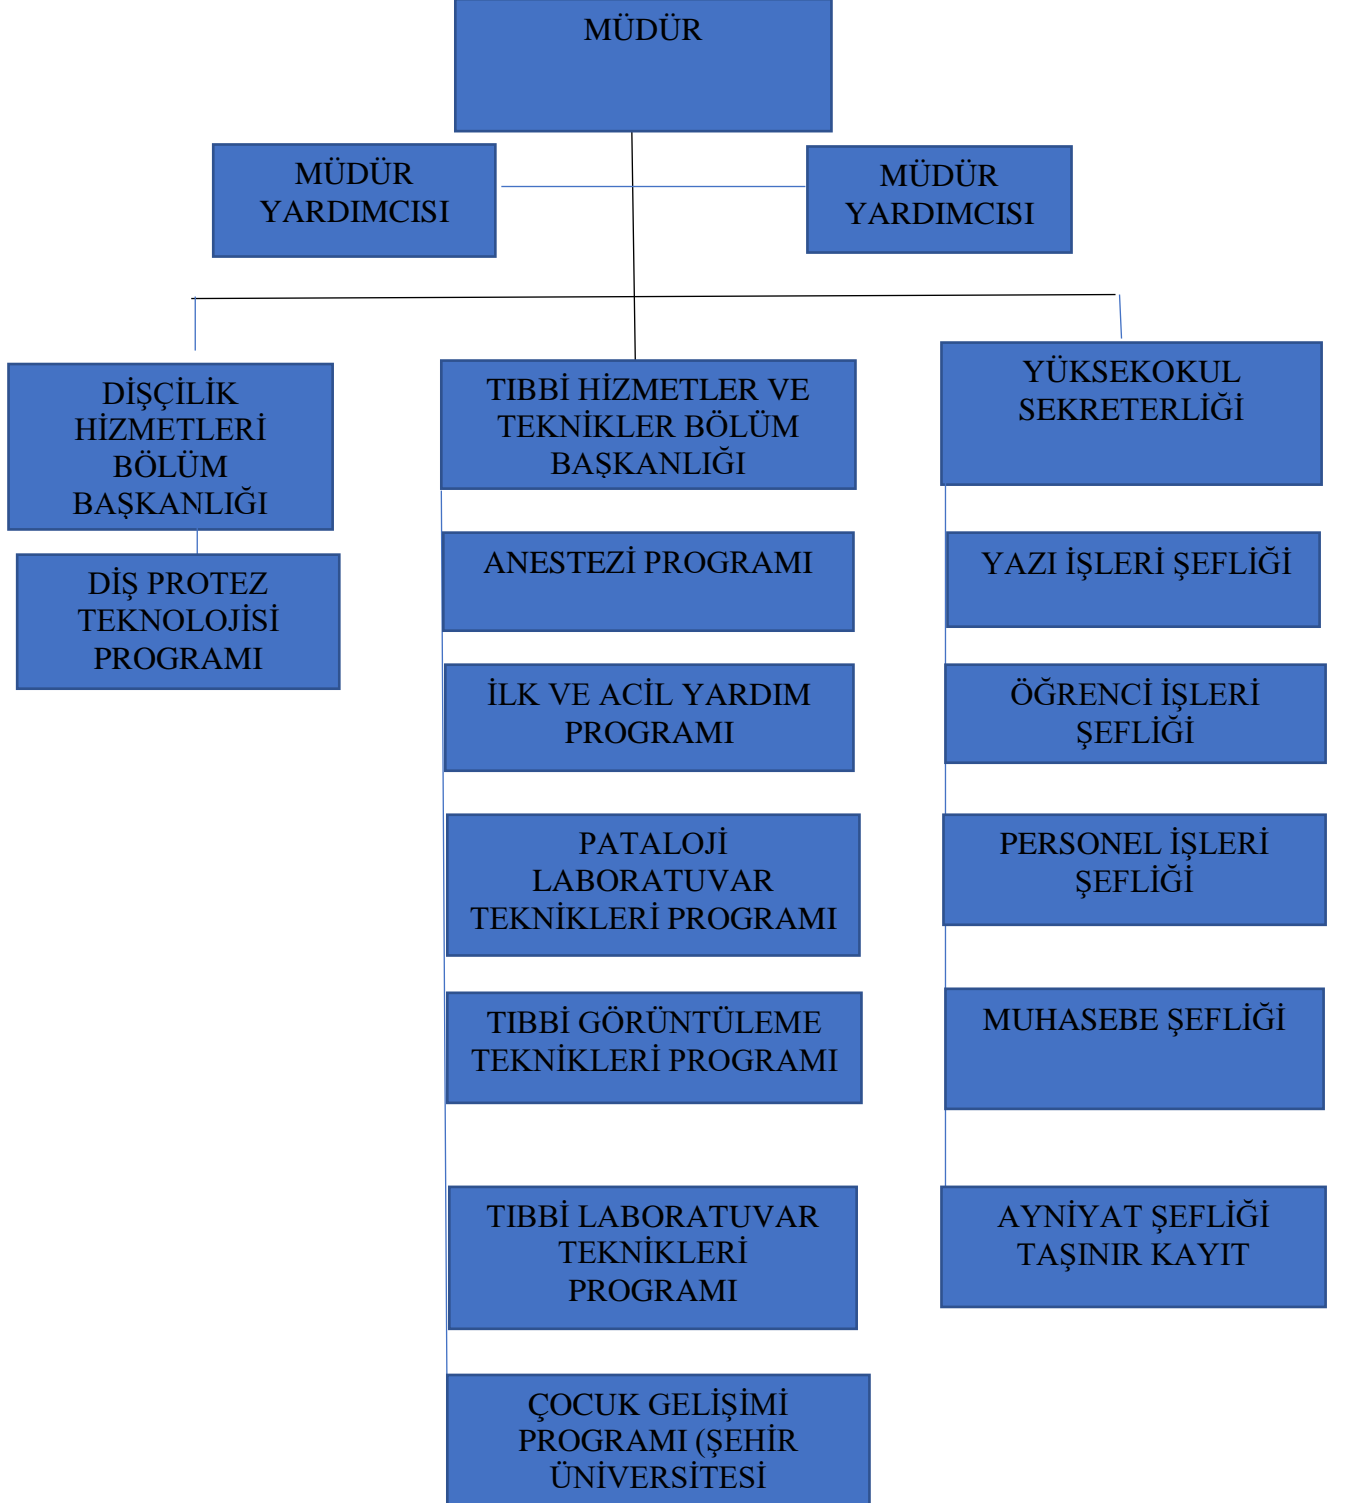 MÜDÜR
MÜDÜR
YARDIMCISI
MÜDÜR
YARDIMCISI
DİŞÇİLİK
HİZMETLERİ
BÖLÜM
BAŞKANLIĞI
DİŞ PROTEZ
TEKNOLOJİSİ
PROGRAMI
TIBBİ HİZMETLER VE
TEKNİKLER BÖLÜM
BAŞKANLIĞI
ANESTEZİ PROGRAMI
İLK VE ACİL YARDIM
PROGRAMI
PATALOJİ
LABORATUVAR
TEKNİKLERİ PROGRAMI
TIBBİ GÖRÜNTÜLEME
TEKNİKLERİ PROGRAMI
TIBBİ LABORATUVAR
TEKNİKLERİ
PROGRAMI
ÇOCUK GELİŞİMİ
PROGRAMI (ŞEHİR
ÜNİVERSİTESİ
YÜKSEKOKUL
SEKRETERLİĞİ
YAZI İŞLERİ ŞEFLİĞİ
ÖĞRENCİ İŞLERİ
ŞEFLİĞİ
PERSONEL İŞLERİ
ŞEFLİĞİ
MUHASEBE ŞEFLİĞİ
AYNİYAT ŞEFLİĞİ
TAŞINIR KAYIT